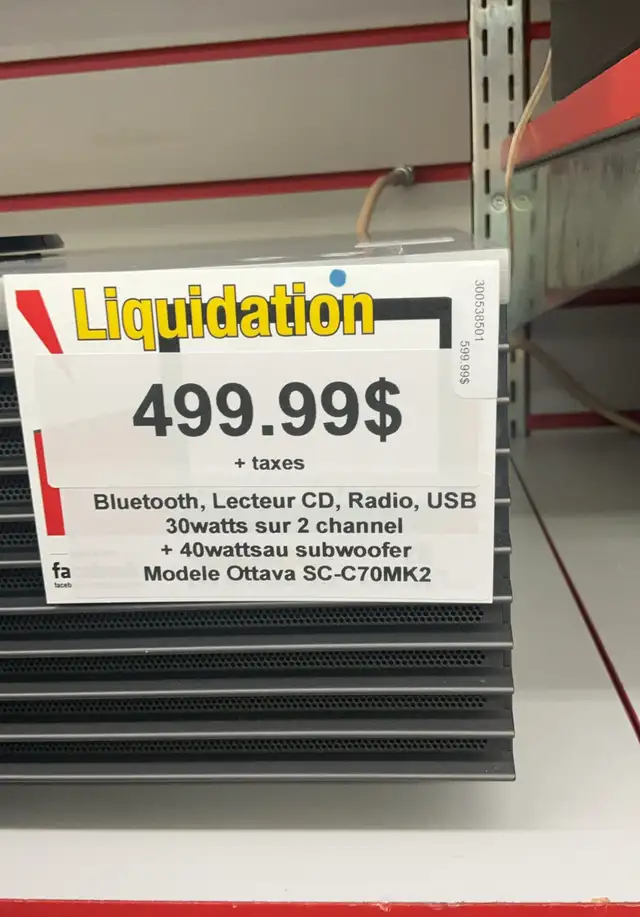 Liquidation
300538501
599.99$
499.99$
+ taxes
Bluetooth, Lecteur CD, Radio, USB
30watts sur 2 channel
+ 40wattsau subwoofer
Modele Ottava SC-C70MK2
fa
faceb